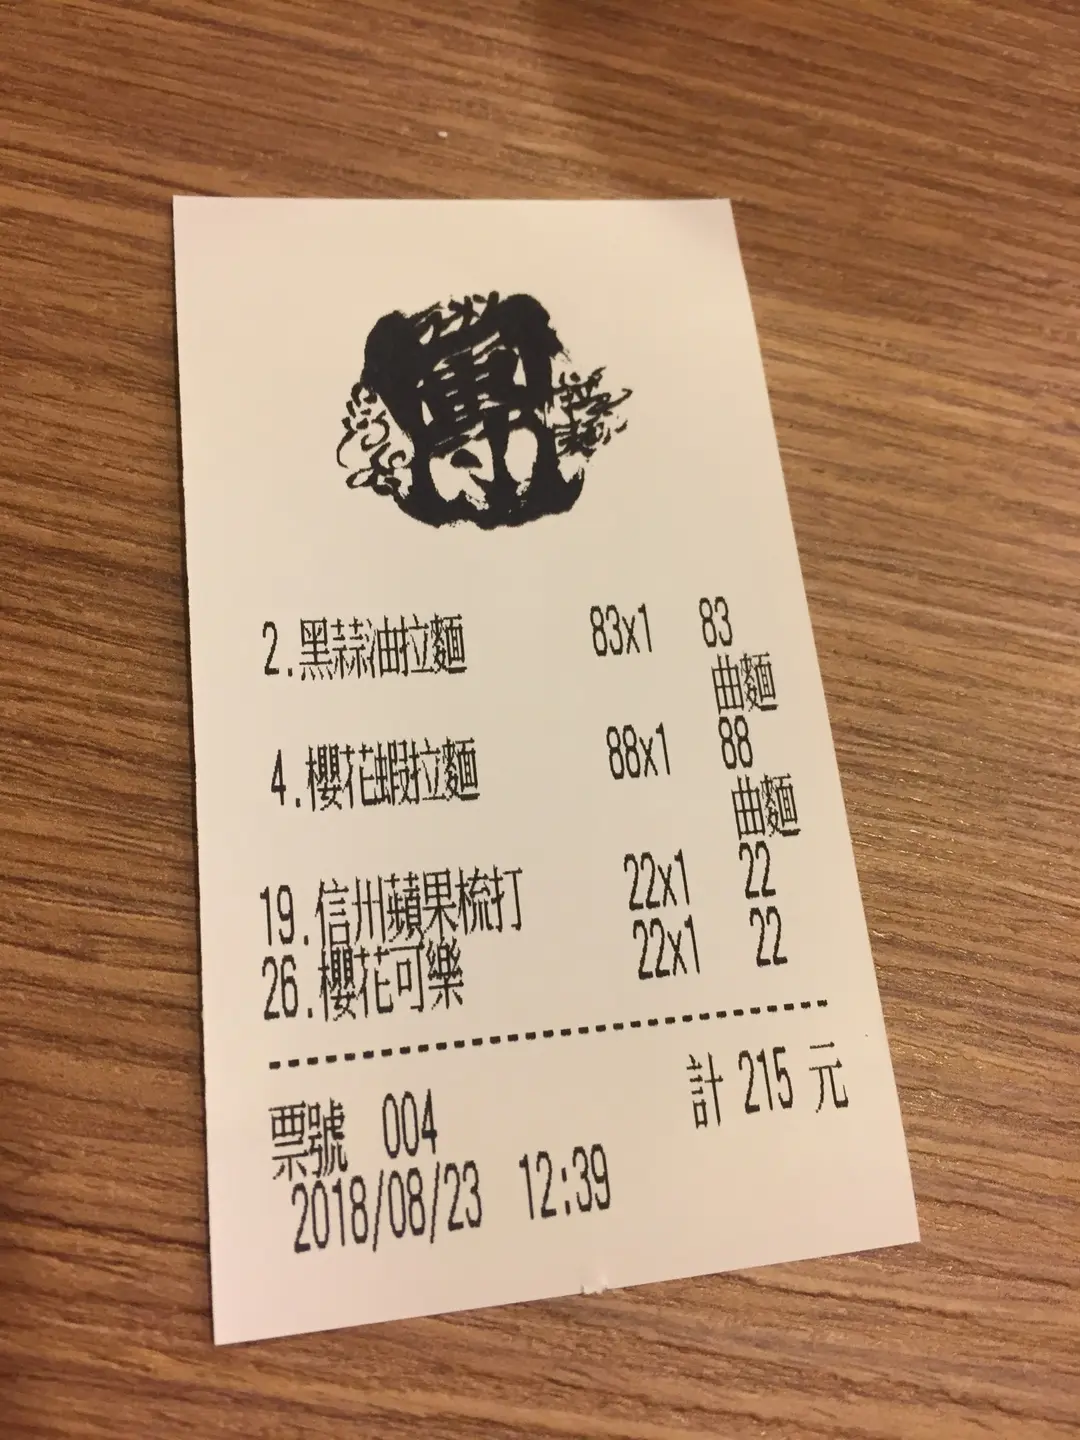 拉麵
2.黑蒜油拉麵 83x1 83
曲麵
4.櫻花蝦拉麵 88x1 88
曲麵
19.信州蘋果梳打 22x1 22
26.櫻花可樂 22x1 22
計 215 元
票號 004
2018/08/23 12:39